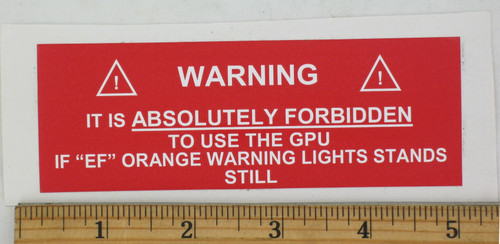 WARNING
IT IS ABSOLUTELY FORBIDDEN
TO USE THE GPU
IF “EF” ORANGE WARNING LIGHTS STANDS
STILL
1 2 3 4 5